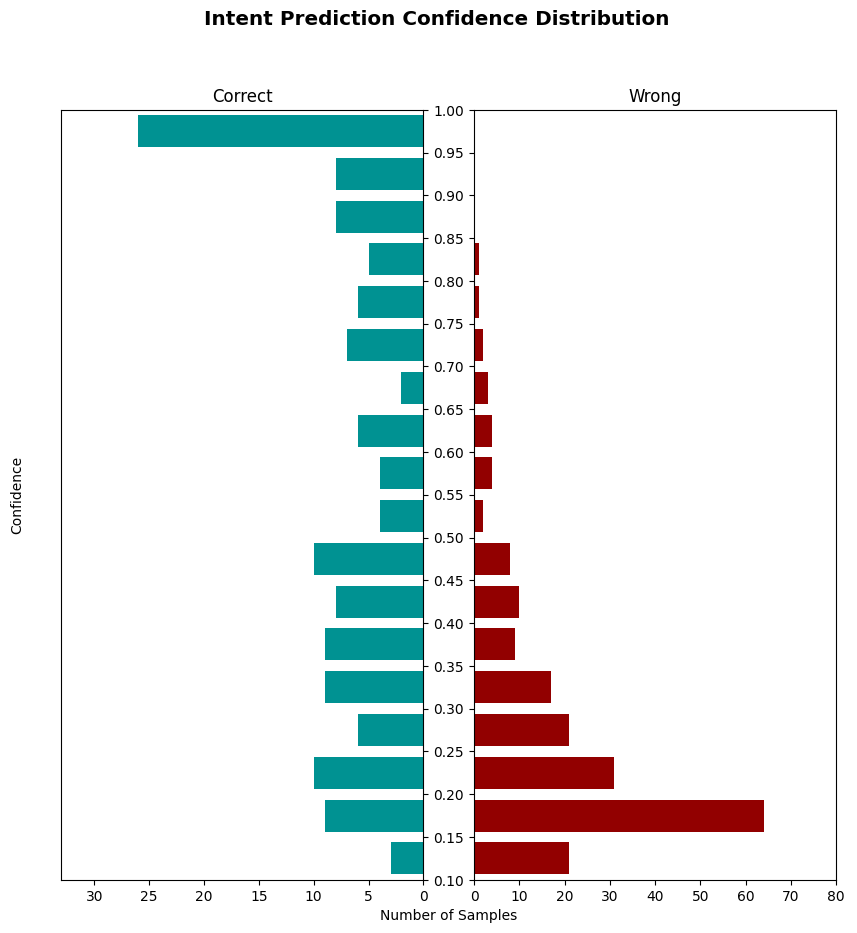 Intent Prediction Confidence Distribution
Correct
Wrong
1.00
0.95
0.90
0.85
0.80
0.75
0.70
0.65
0.60
0.55
0.50
0.45
0.40
0.35
0.30
0.25
0.20
0.15
0.10
Confidence
30 25 20 15 10 5 0
0 10 20 30 40 50 60 70 80
Number of Samples